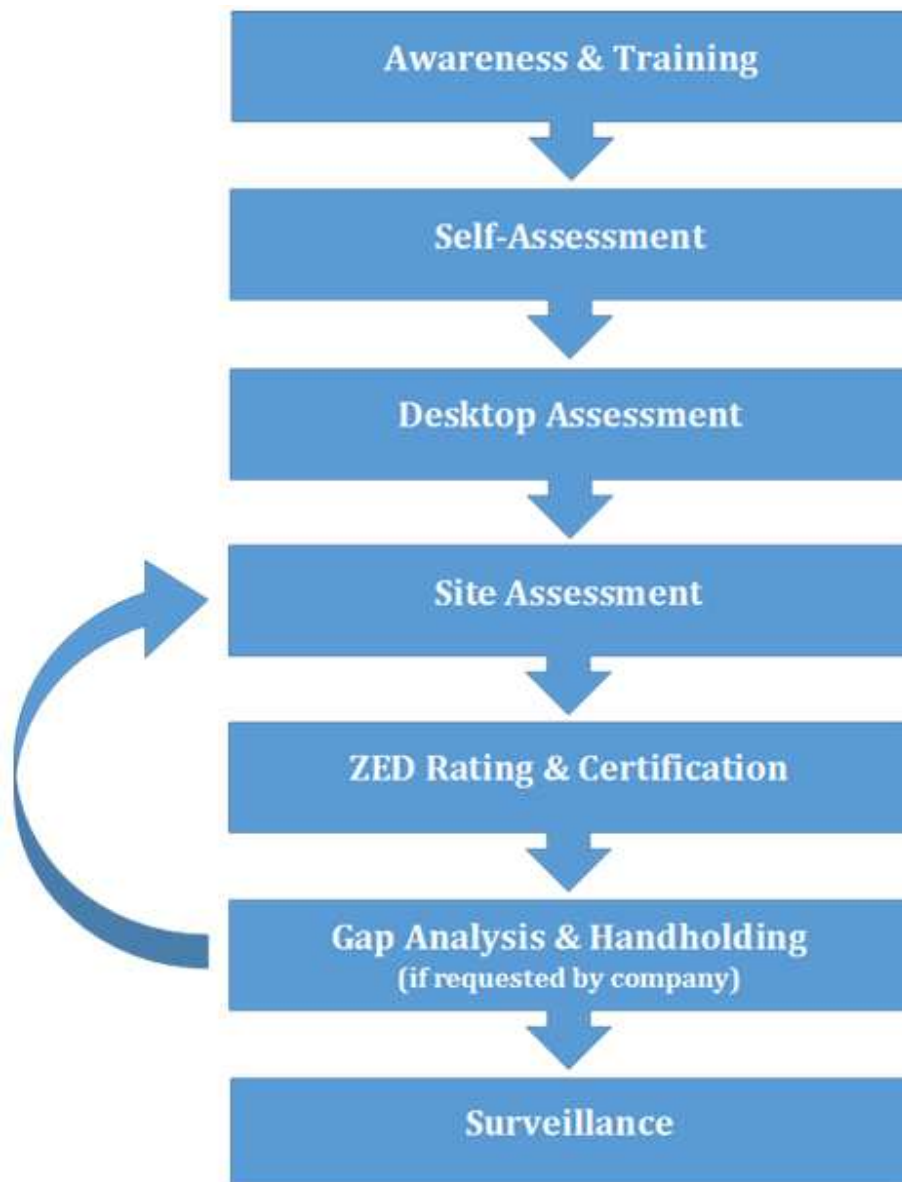 Awareness & Training
Self-Assessment
Desktop Assessment
Site Assessment
ZED Rating & Certification
Gap Analysis & Handholding
(if requested by company)
Surveillance